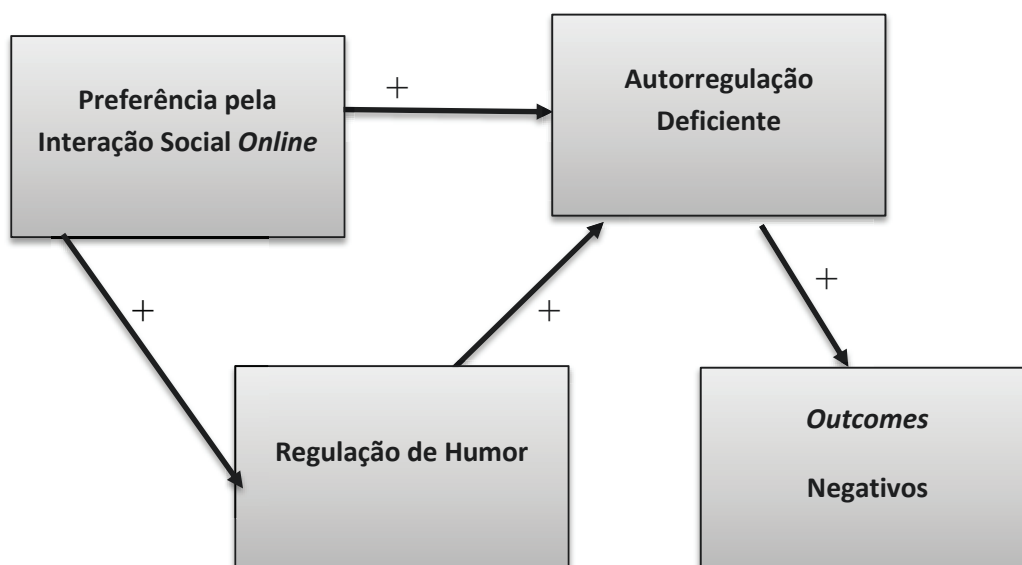 Preferência pela
Interação Social Online
+
Autorregulação
Deficiente
+
+
+
Regulação de Humor
Outcomes
Negativos